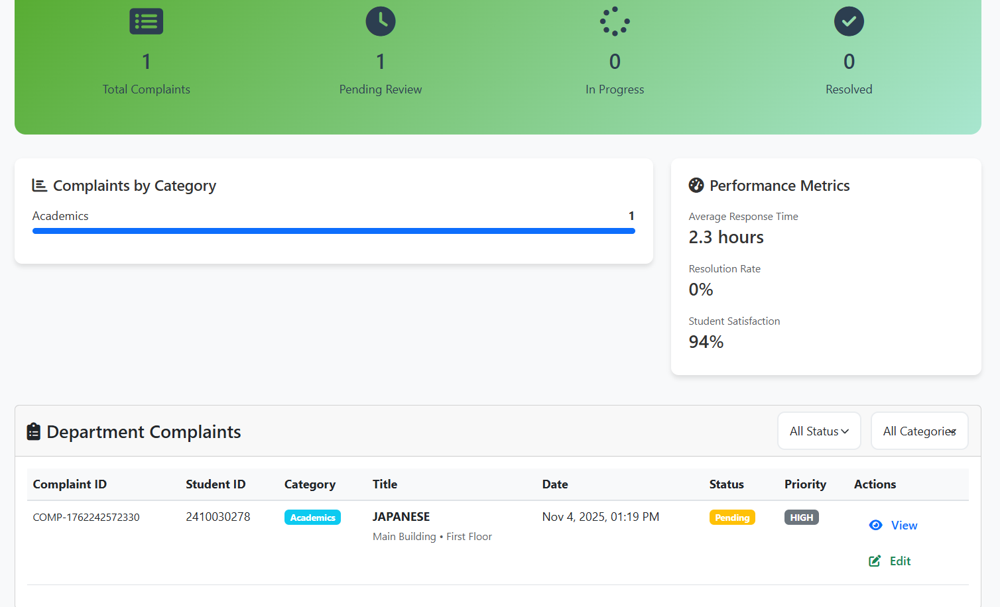 1
Total Complaints
1
Pending Review
0
In Progress
0
Resolved
Complaints by Category
Academics 1
Performance Metrics
Average Response Time
2.3 hours
Resolution Rate
0%
Student Satisfaction
94%
Department Complaints
All Status
All Categories
Complaint ID Student ID Category Title Date Status Priority Actions
COMP-1762242572330 2410030278 Academics JAPANESE Nov 4, 2025, 01:19 PM Pending HIGH View
Main Building • First Floor
Edit